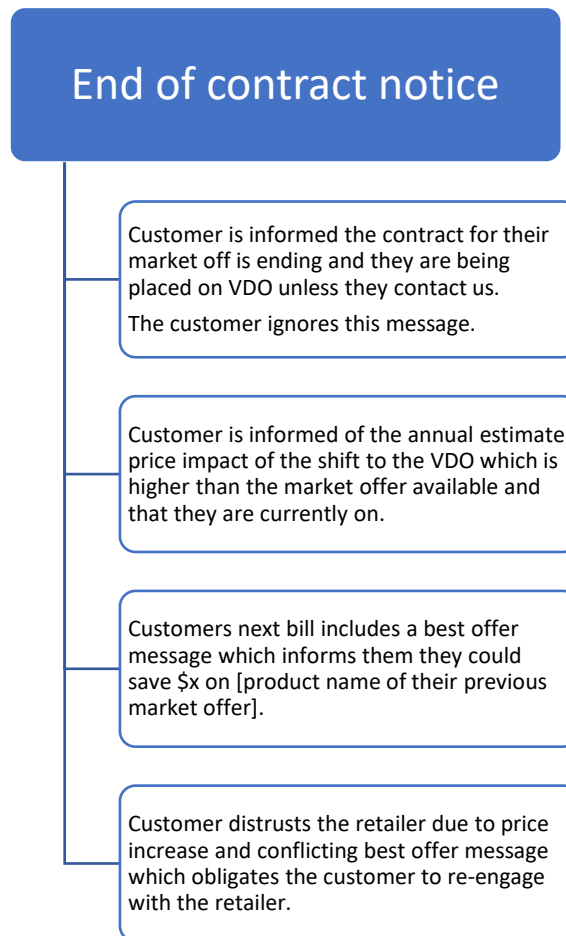 End of contract notice
Customer is informed the contract for their
market off is ending and they are being
placed on VDO unless they contact us.
The customer ignores this message.
Customer is informed of the annual estimate
price impact of the shift to the VDO which is
higher than the market offer available and
that they are currently on.
Customers next bill includes a best offer
message which informs them they could
save $x on [product name of their previous
market offer].
Customer distrusts the retailer due to price
increase and conflicting best offer message
which obligates the customer to re-engage
with the retailer.